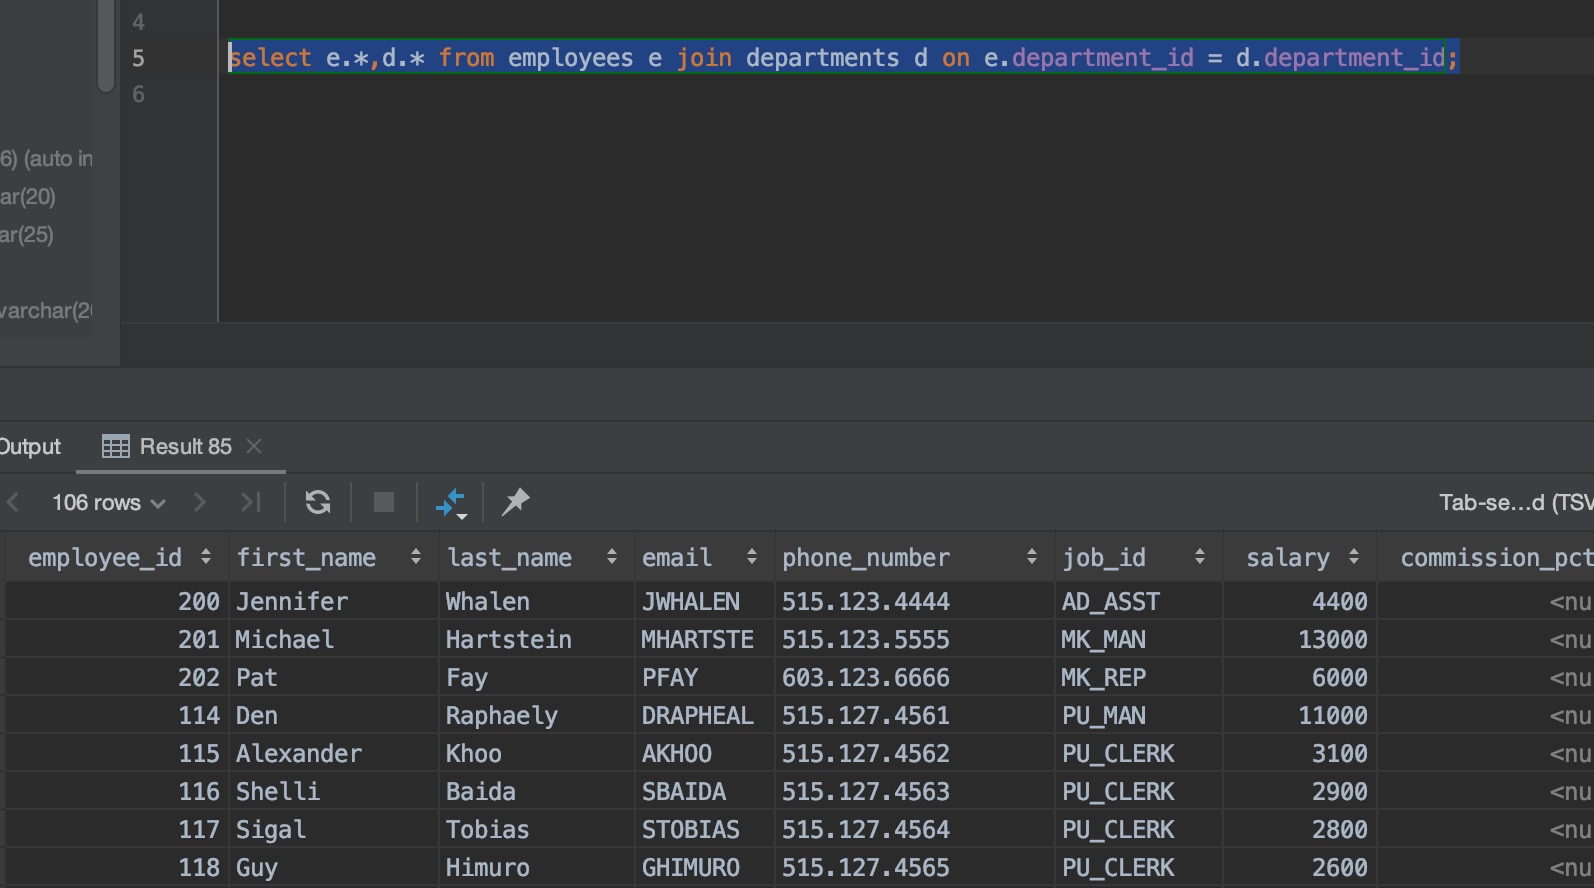 4
5 select e.*,d.* from employees e join departments d on e.department_id = d.department_id;
6
6) (auto in
ar(20)
ar(25)
varchar(2
Output Result 85
106 rows Tab-se...d (TSV
employee_id first_name last_name email phone_number job_id salary commission_pct
200 Jennifer Whalen JWHALEN 515.123.4444 AD_ASST 4400 <nu
201 Michael Hartstein MHARTSTE 515.123.5555 MK_MAN 13000 <nu
202 Pat Fay PFAY 603.123.6666 MK_REP 6000 <nu
114 Den Raphaely DRAPHEAL 515.127.4561 PU_MAN 11000 <nu
115 Alexander Khoo AKHOO 515.127.4562 PU_CLERK 3100 <nu
116 Shelli Baida SBAIDA 515.127.4563 PU_CLERK 2900 <nu
117 Sigal Tobias STOBIAS 515.127.4564 PU_CLERK 2800 <nu
118 Guy Himuro GHIMURO 515.127.4565 PU_CLERK 2600 <nu